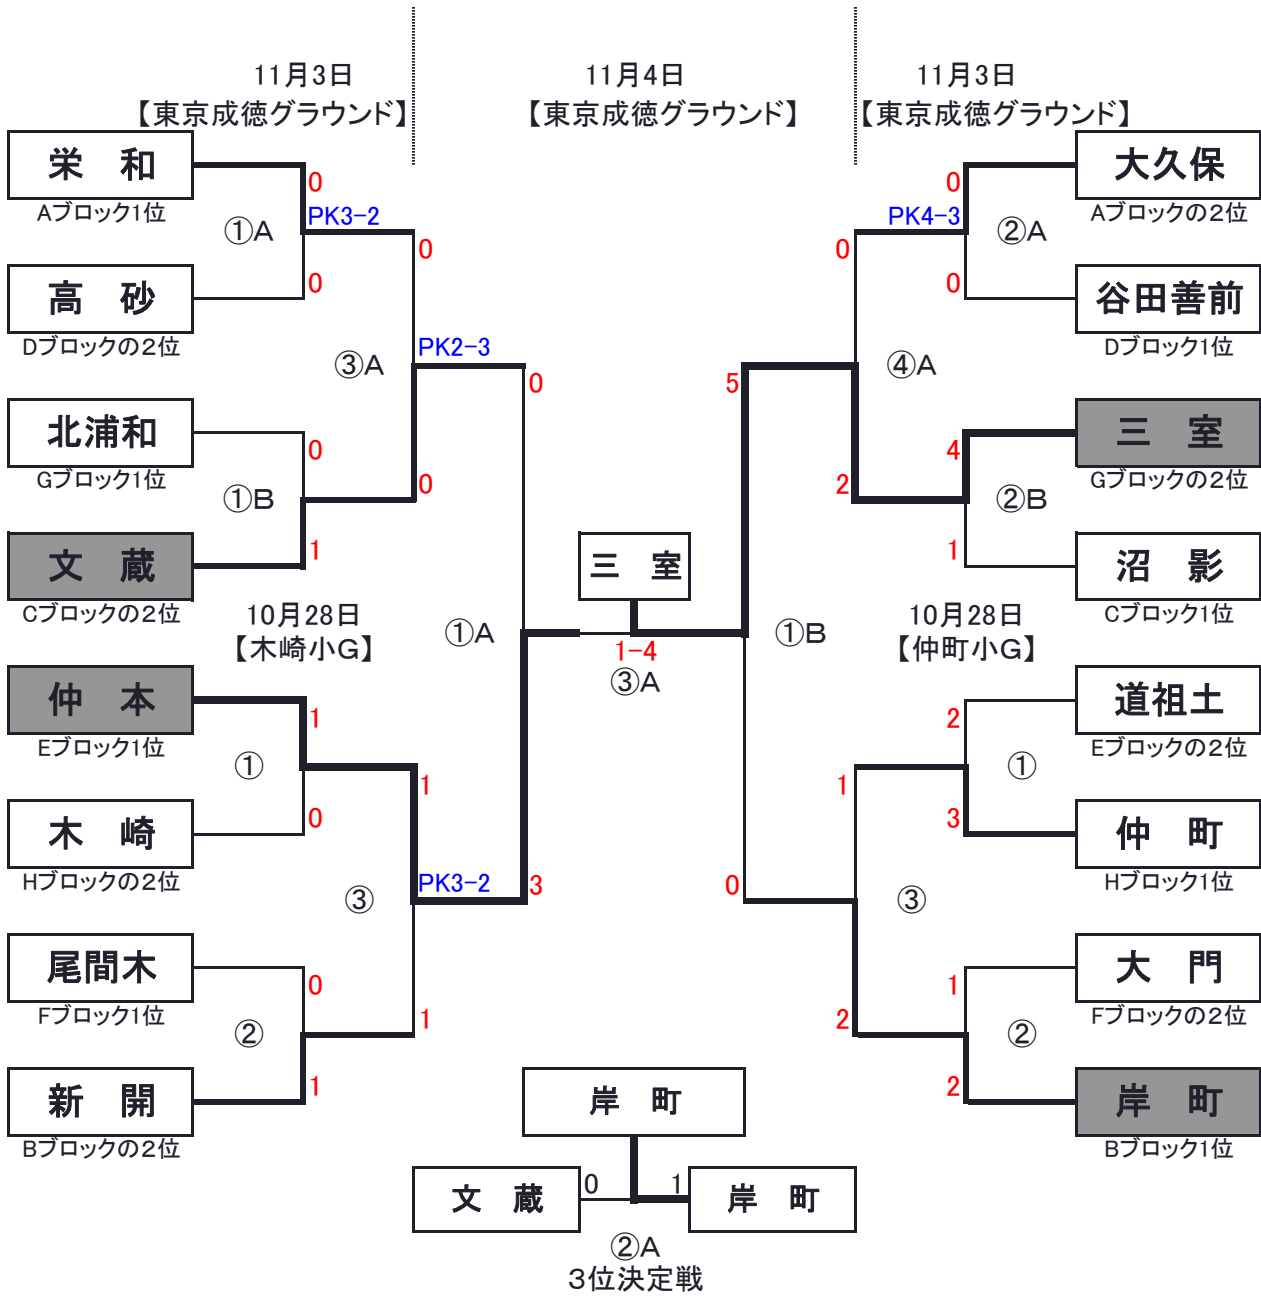 11月3日
【東京成徳グラウンド】
11月4日
【東京成徳グラウンド】
11月3日
【東京成徳グラウンド】
栄　和
Aブロック1位
0
PK3-2
①A
0
高　砂
Dブロックの2位
0
③A
PK2-3
0
北浦和
Gブロック1位
0
①B
0
文　蔵
Cブロックの2位
1
10月28日
【木崎小G】
①A
仲　本
Eブロック1位
1
①
1
木　崎
Hブロックの2位
0
③
PK3-2
3
尾間木
Fブロック1位
0
②
1
新　開
Bブロックの2位
1
三　室
1-4
③A
大久保
Aブロックの2位
0
PK4-3
②A
0
谷田善前
Dブロック1位
0
④A
5
三　室
Gブロックの2位
4
②B
2
沼　影
Cブロック1位
1
10月28日
【仲町小G】
①B
道祖土
Eブロックの2位
2
①
1
仲　町
Hブロック1位
3
③
0
大　門
Fブロックの2位
1
②
2
岸　町
Bブロック1位
2
岸　町
文　蔵
0
1
岸　町
②A
3位決定戦